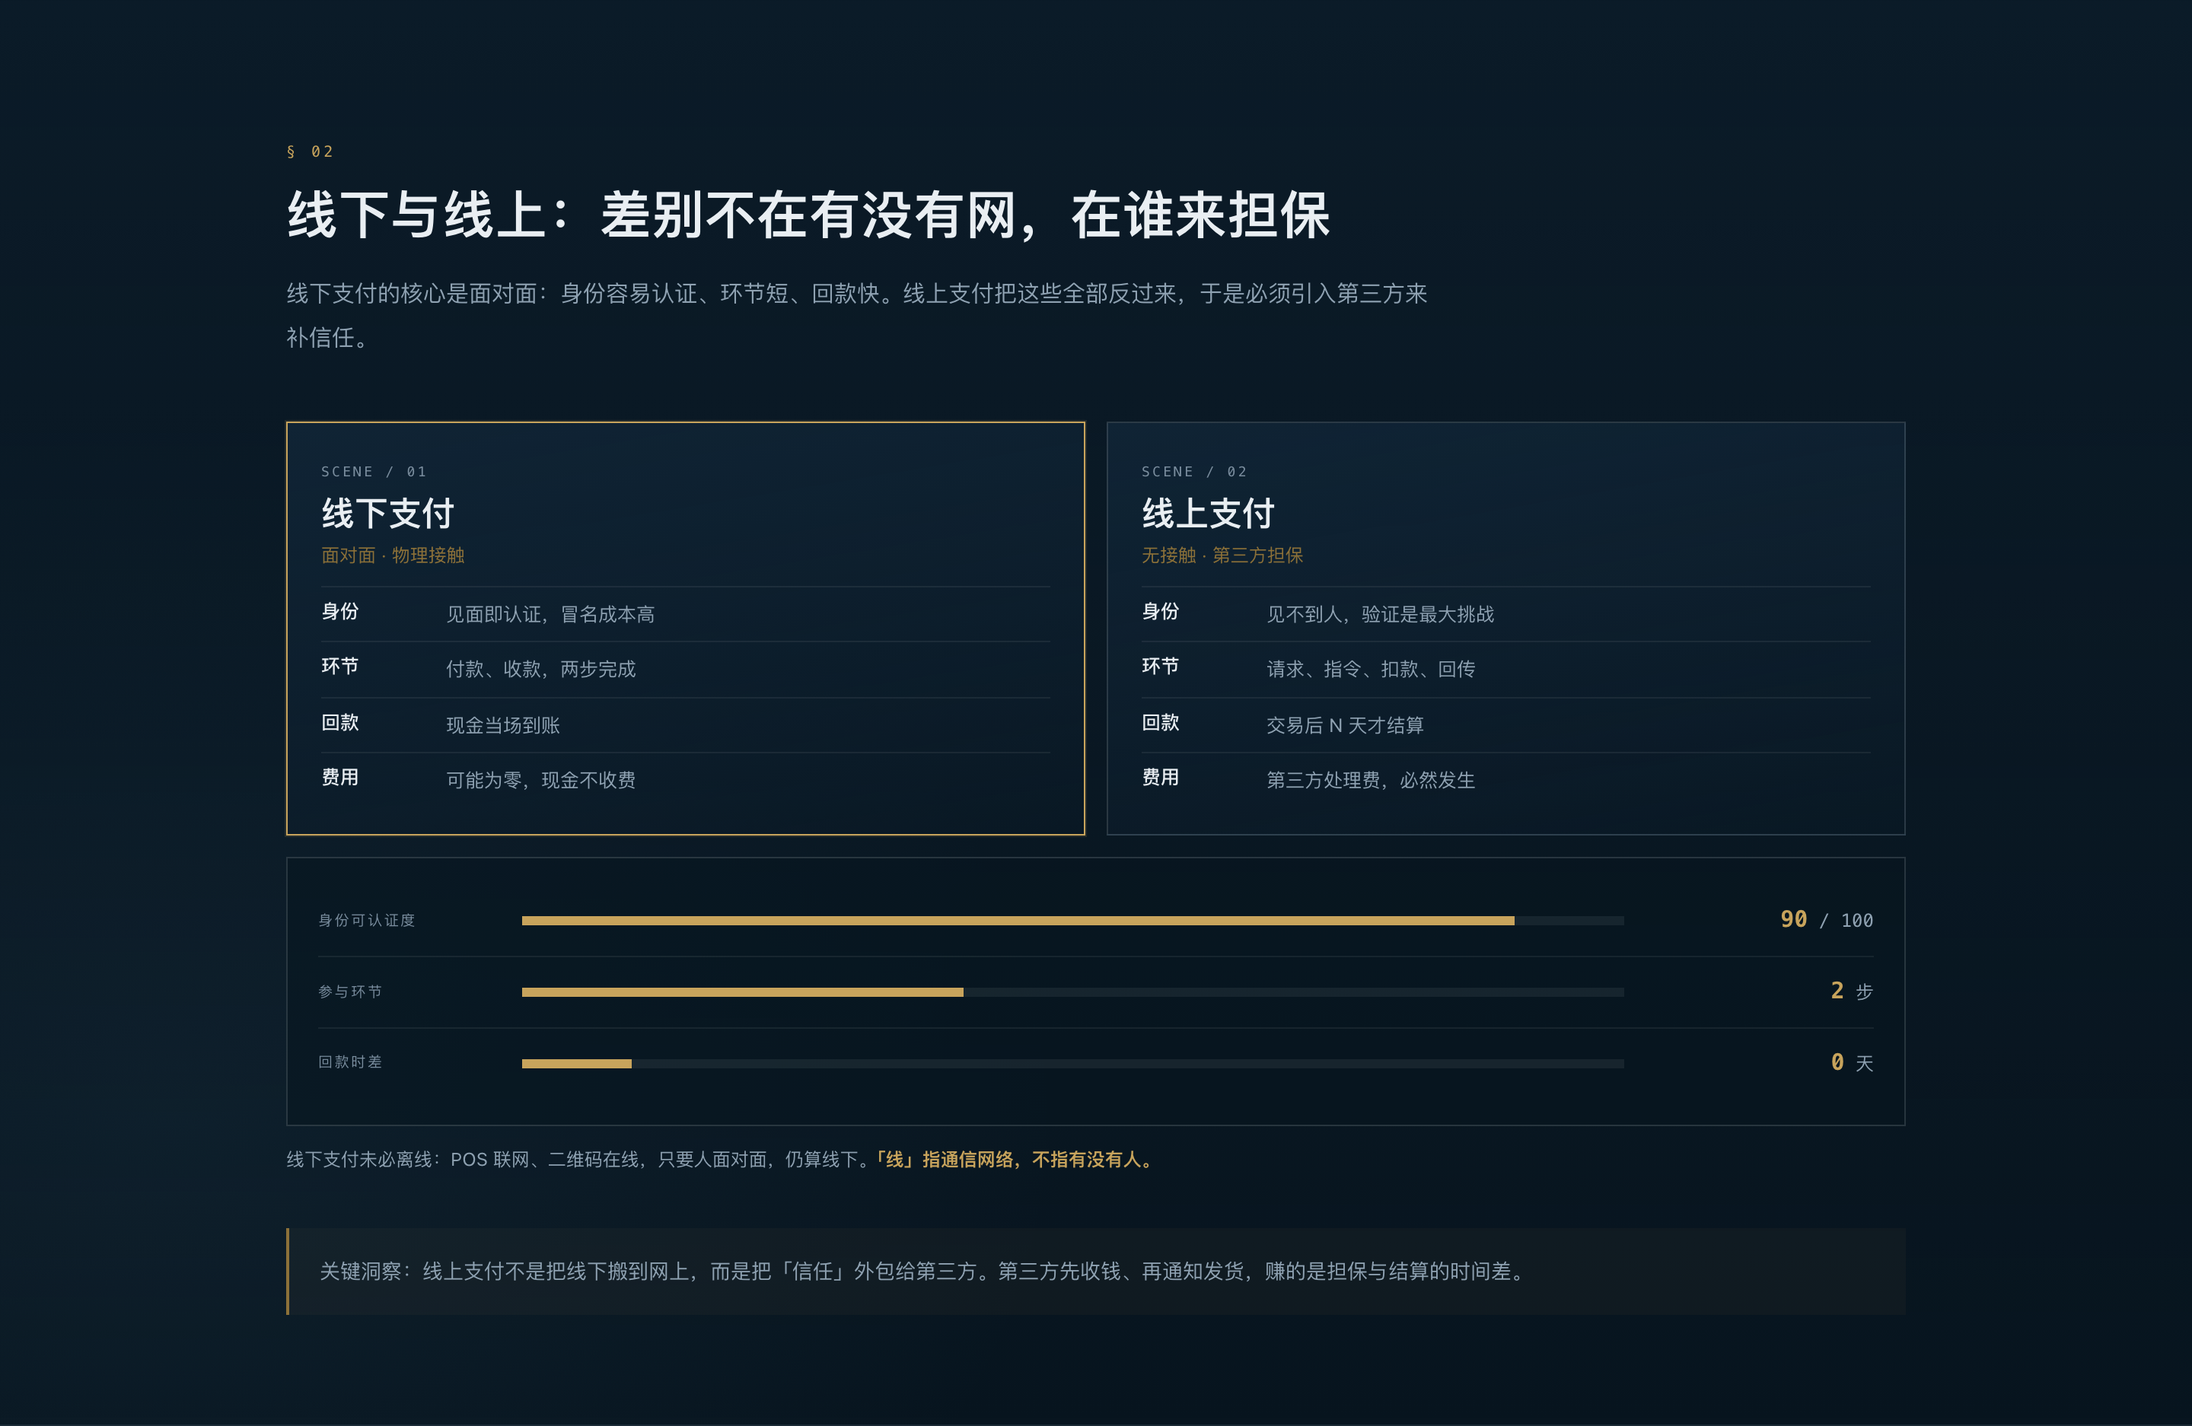 § 02
线下与线上：差别不在有没有网，在谁来担保
线下支付的核心是面对面：身份容易认证、环节短、回款快。线上支付把这些全部反过来，于是必须引入第三方来
补信任。
SCENE / 01
线下支付
面对面 · 物理接触
身份 见面即认证，冒名成本高
环节 付款、收款，两步完成
回款 现金当场到账
费用 可能为零，现金不收费
SCENE / 02
线上支付
无接触 · 第三方担保
身份 见不到人，验证是最大挑战
环节 请求、指令、扣款、回传
回款 交易后 N 天才结算
费用 第三方处理费，必然发生
身份可认证度 90 / 100
参与环节 2 步
回款时差 0 天
线下支付未必离线：POS 联网、二维码在线，只要人面对面，仍算线下。「线」指通信网络，不指有没有人。
关键洞察：线上支付不是把线下搬到网上，而是把「信任」外包给第三方。第三方先收钱、再通知发货，赚的是担保与结算的时间差。